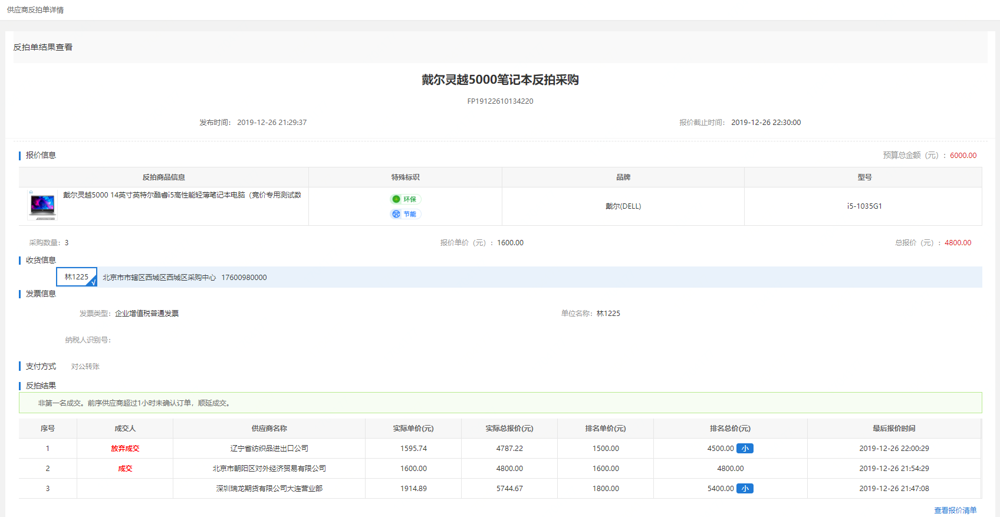 供应商反拍单详情
反拍单结果查看
戴尔灵越5000笔记本反拍采购
FP19122610134220
发布时间： 2019-12-26 21:29:37 报价截止时间： 2019-12-26 22:30:00
报价信息 预算总金额（元）： 6000.00
反拍商品信息 特殊标识 品牌 型号
戴尔灵越5000 14英寸英特尔酷睿i5高性能轻薄笔记本电脑（竞价专用测试数 环保 节能 戴尔(DELL) i5-1035G1
采购数量： 3 报价单价（元）： 1600.00 总报价（元）： 4800.00
收货信息
林1225 √ 北京市市辖区西城区西城区采购中心 17600980000
发票信息
发票类型： 企业增值税普通发票 单位名称： 林1225
纳税人识别号：
支付方式 对公转账
反拍结果
非第一名成交。前序供应商超过1小时未确认订单，顺延成交。
序号 成交人 供应商名称 实际单价(元) 实际总报价(元) 排名单价(元) 排名总价(元) 最后报价时间
1 放弃成交 辽宁省纺织品进出口公司 1595.74 4787.22 1500.00 4500.00 小 2019-12-26 22:00:29
2 成交 北京市朝阳区对外经济贸易有限公司 1600.00 4800.00 1600.00 4800.00 2019-12-26 21:54:29
3 深圳瑞龙期货有限公司大连营业部 1914.89 5744.67 1800.00 5400.00 小 2019-12-26 21:47:08
查看报价清单